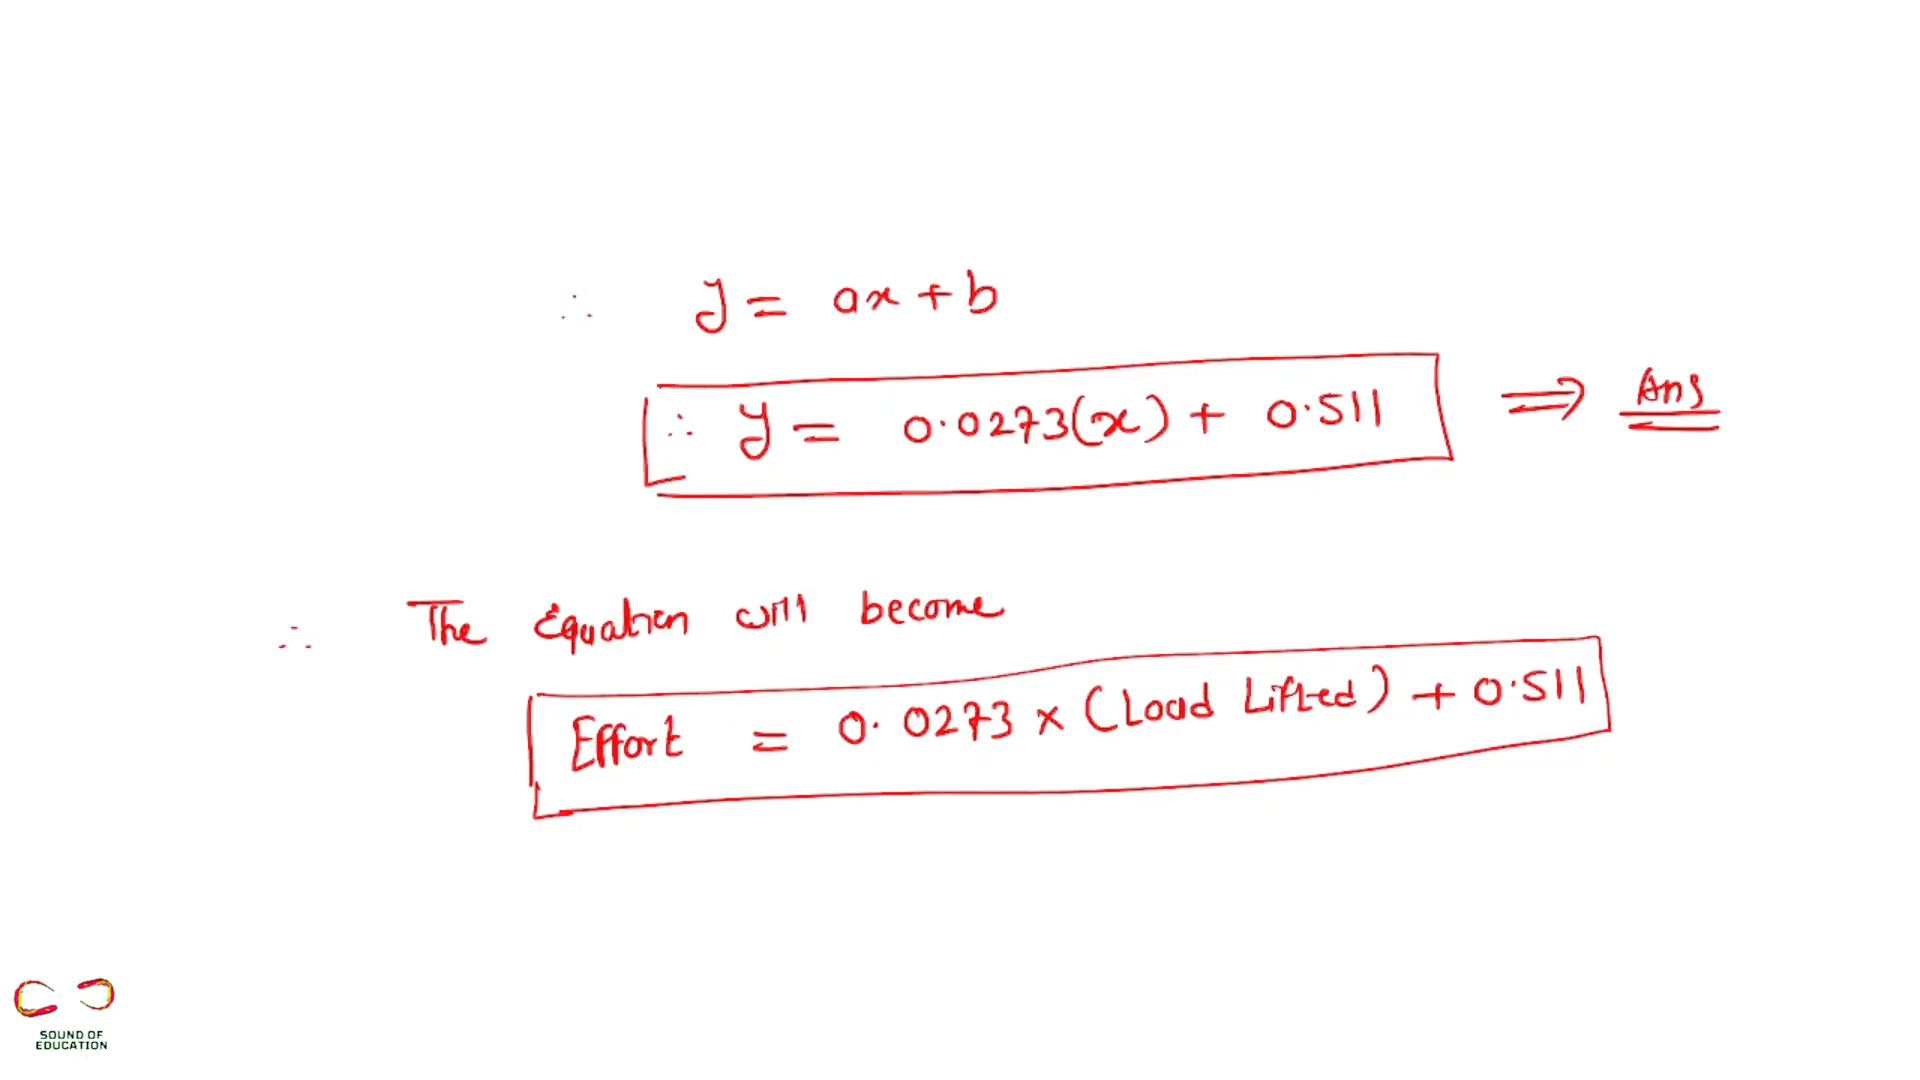 ∴ y = ax + b
∴ y = 0.0273(x) + 0.511 ⇒ Ans
∴ The Equation will become
Effort = 0.0273 × (Load Lifted) + 0.511
SOUND OF
EDUCATION